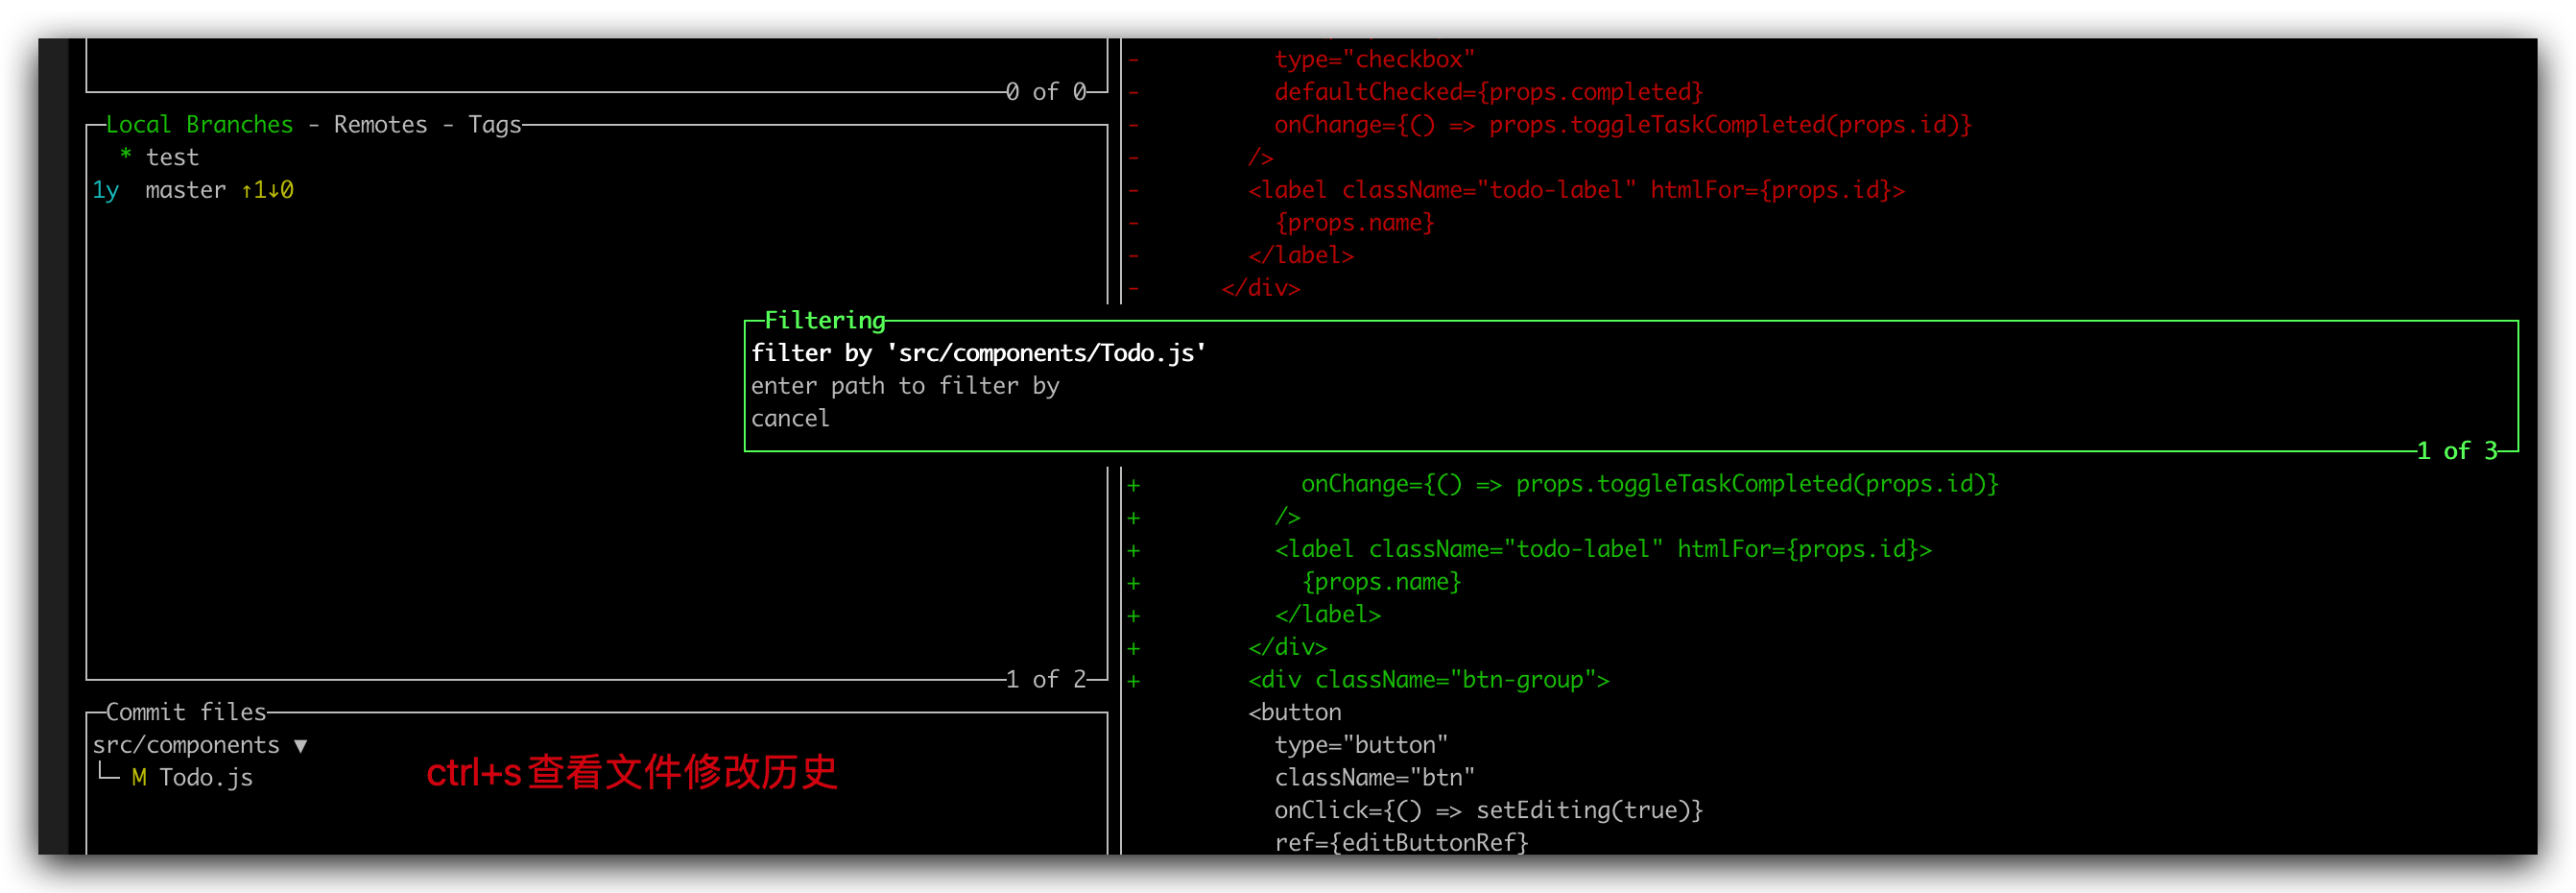 0 of 0
Local Branches - Remotes - Tags
* test
1y master ↑1↓0
1 of 2
Commit files
src/components ▼
└─ M Todo.js
ctrl+s查看文件修改历史
- type="checkbox"
- defaultChecked={props.completed}
- onChange={() => props.toggleTaskCompleted(props.id)}
- />
- <label className="todo-label" htmlFor={props.id}>
- {props.name}
- </label>
- </div>
Filtering
filter by 'src/components/Todo.js'
enter path to filter by
cancel
1 of 3
+ onChange={() => props.toggleTaskCompleted(props.id)}
+ />
+ <label className="todo-label" htmlFor={props.id}>
+ {props.name}
+ </label>
+ </div>
+ <div className="btn-group">
<button
type="button"
className="btn"
onClick={() => setEditing(true)}
ref={editButtonRef}